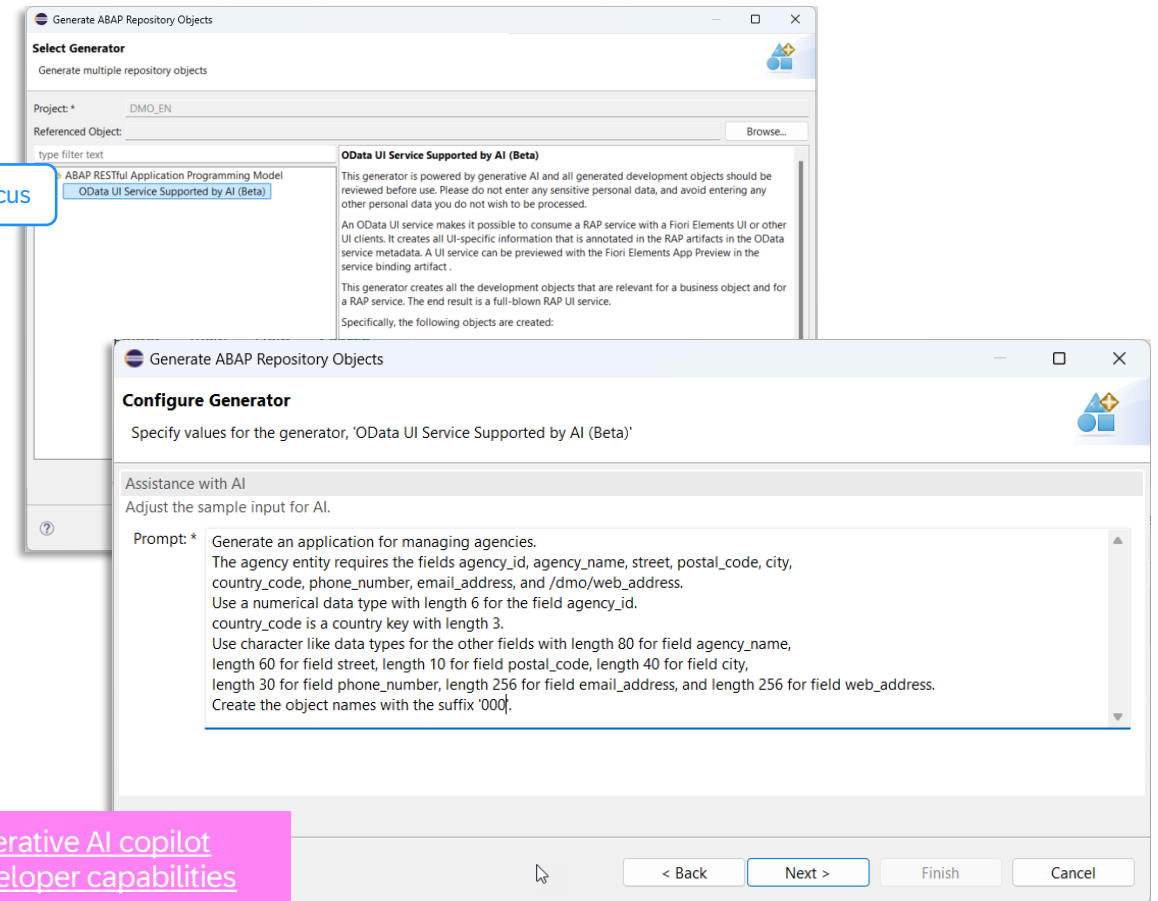 Generate ABAP Repository Objects
Select Generator
Generate multiple repository objects
Project: *
DMO_EN
Referenced Object:
Browse...
type filter text
ABAP RESTful Application Programming Model
OData UI Service Supported by AI (Beta)
cus
OData UI Service Supported by AI (Beta)
This generator is powered by generative AI and all generated development objects should be
reviewed before use. Please do not enter any sensitive personal data, and avoid entering any
other personal data you do not wish to be processed.
An OData UI service makes it possible to consume a RAP service with a Fiori Elements UI or other
UI clients. It creates all UI-specific information that is annotated in the RAP artifacts in the OData
service metadata. A UI service can be previewed with the Fiori Elements App Preview in the
service binding artifact .
This generator creates all the development objects that are relevant for a business object and for
a RAP service. The end result is a full-blown RAP UI service.
Specifically, the following objects are created:
Generate ABAP Repository Objects
Configure Generator
Specify values for the generator, 'OData UI Service Supported by AI (Beta)'
Assistance with AI
Adjust the sample input for AI.
Prompt: *
Generate an application for managing agencies.
The agency entity requires the fields agency_id, agency_name, street, postal_code, city,
country_code, phone_number, email_address, and /dmo/web_address.
Use a numerical data type with length 6 for the field agency_id.
country_code is a country key with length 3.
Use character like data types for the other fields with length 80 for field agency_name,
length 60 for field street, length 10 for field postal_code, length 40 for field city,
length 30 for field phone_number, length 256 for field email_address, and length 256 for field web_address.
Create the object names with the suffix '000'.
erative AI copilot
eloper capabilities
< Back
Next >
Finish
Cancel